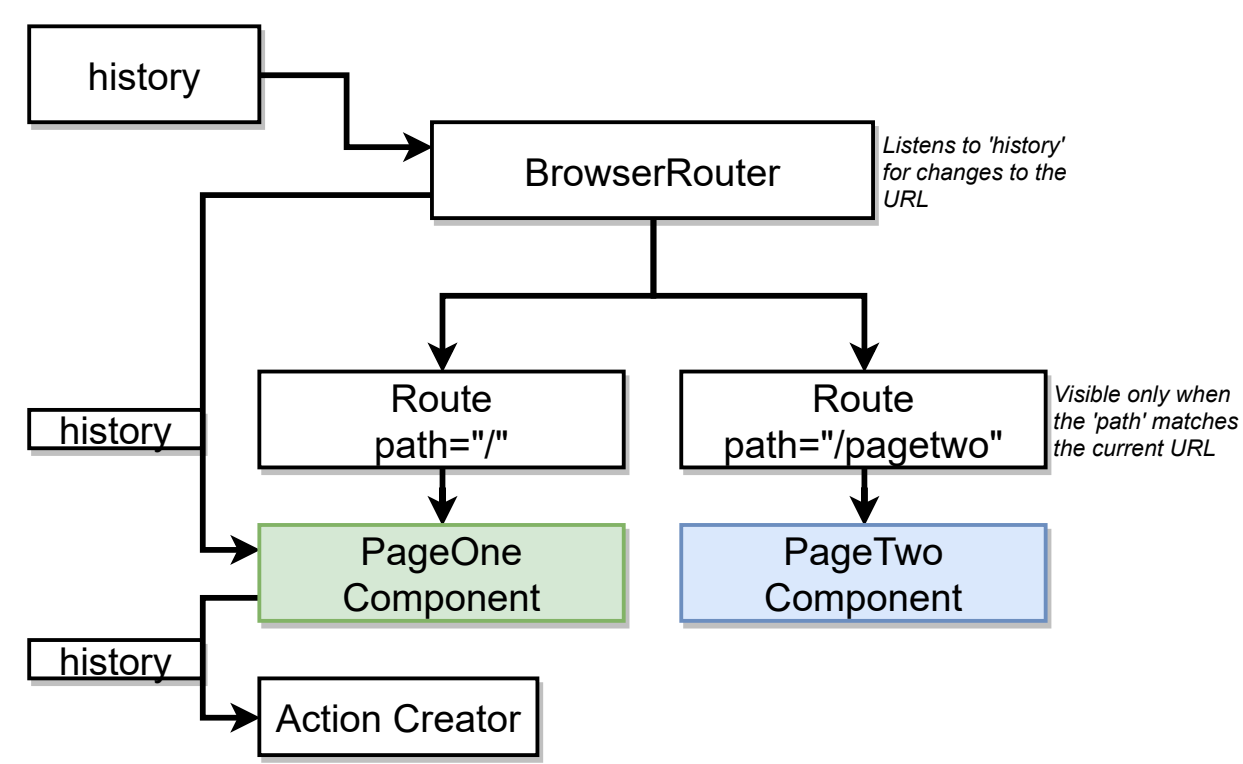 history
BrowserRouter
Listens to 'history'
for changes to the
URL
Route
path="/"
Route
path="/pagetwo"
Visible only when
the 'path' matches
the current URL
history
PageOne
Component
PageTwo
Component
history
Action Creator